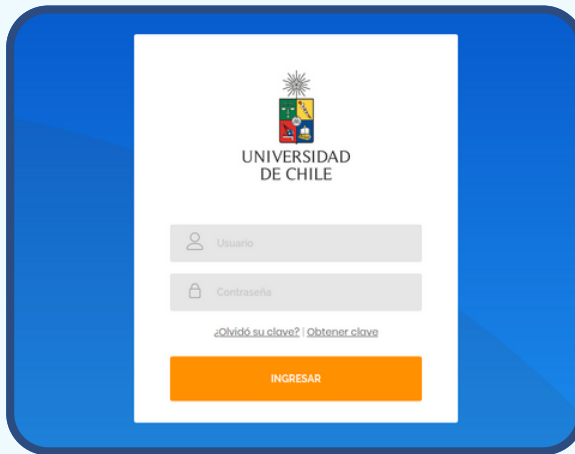 UNIVERSIDAD
DE CHILE
Usuario
Contraseña
¿Olvidó su clave? | Obtener clave
INGRESAR